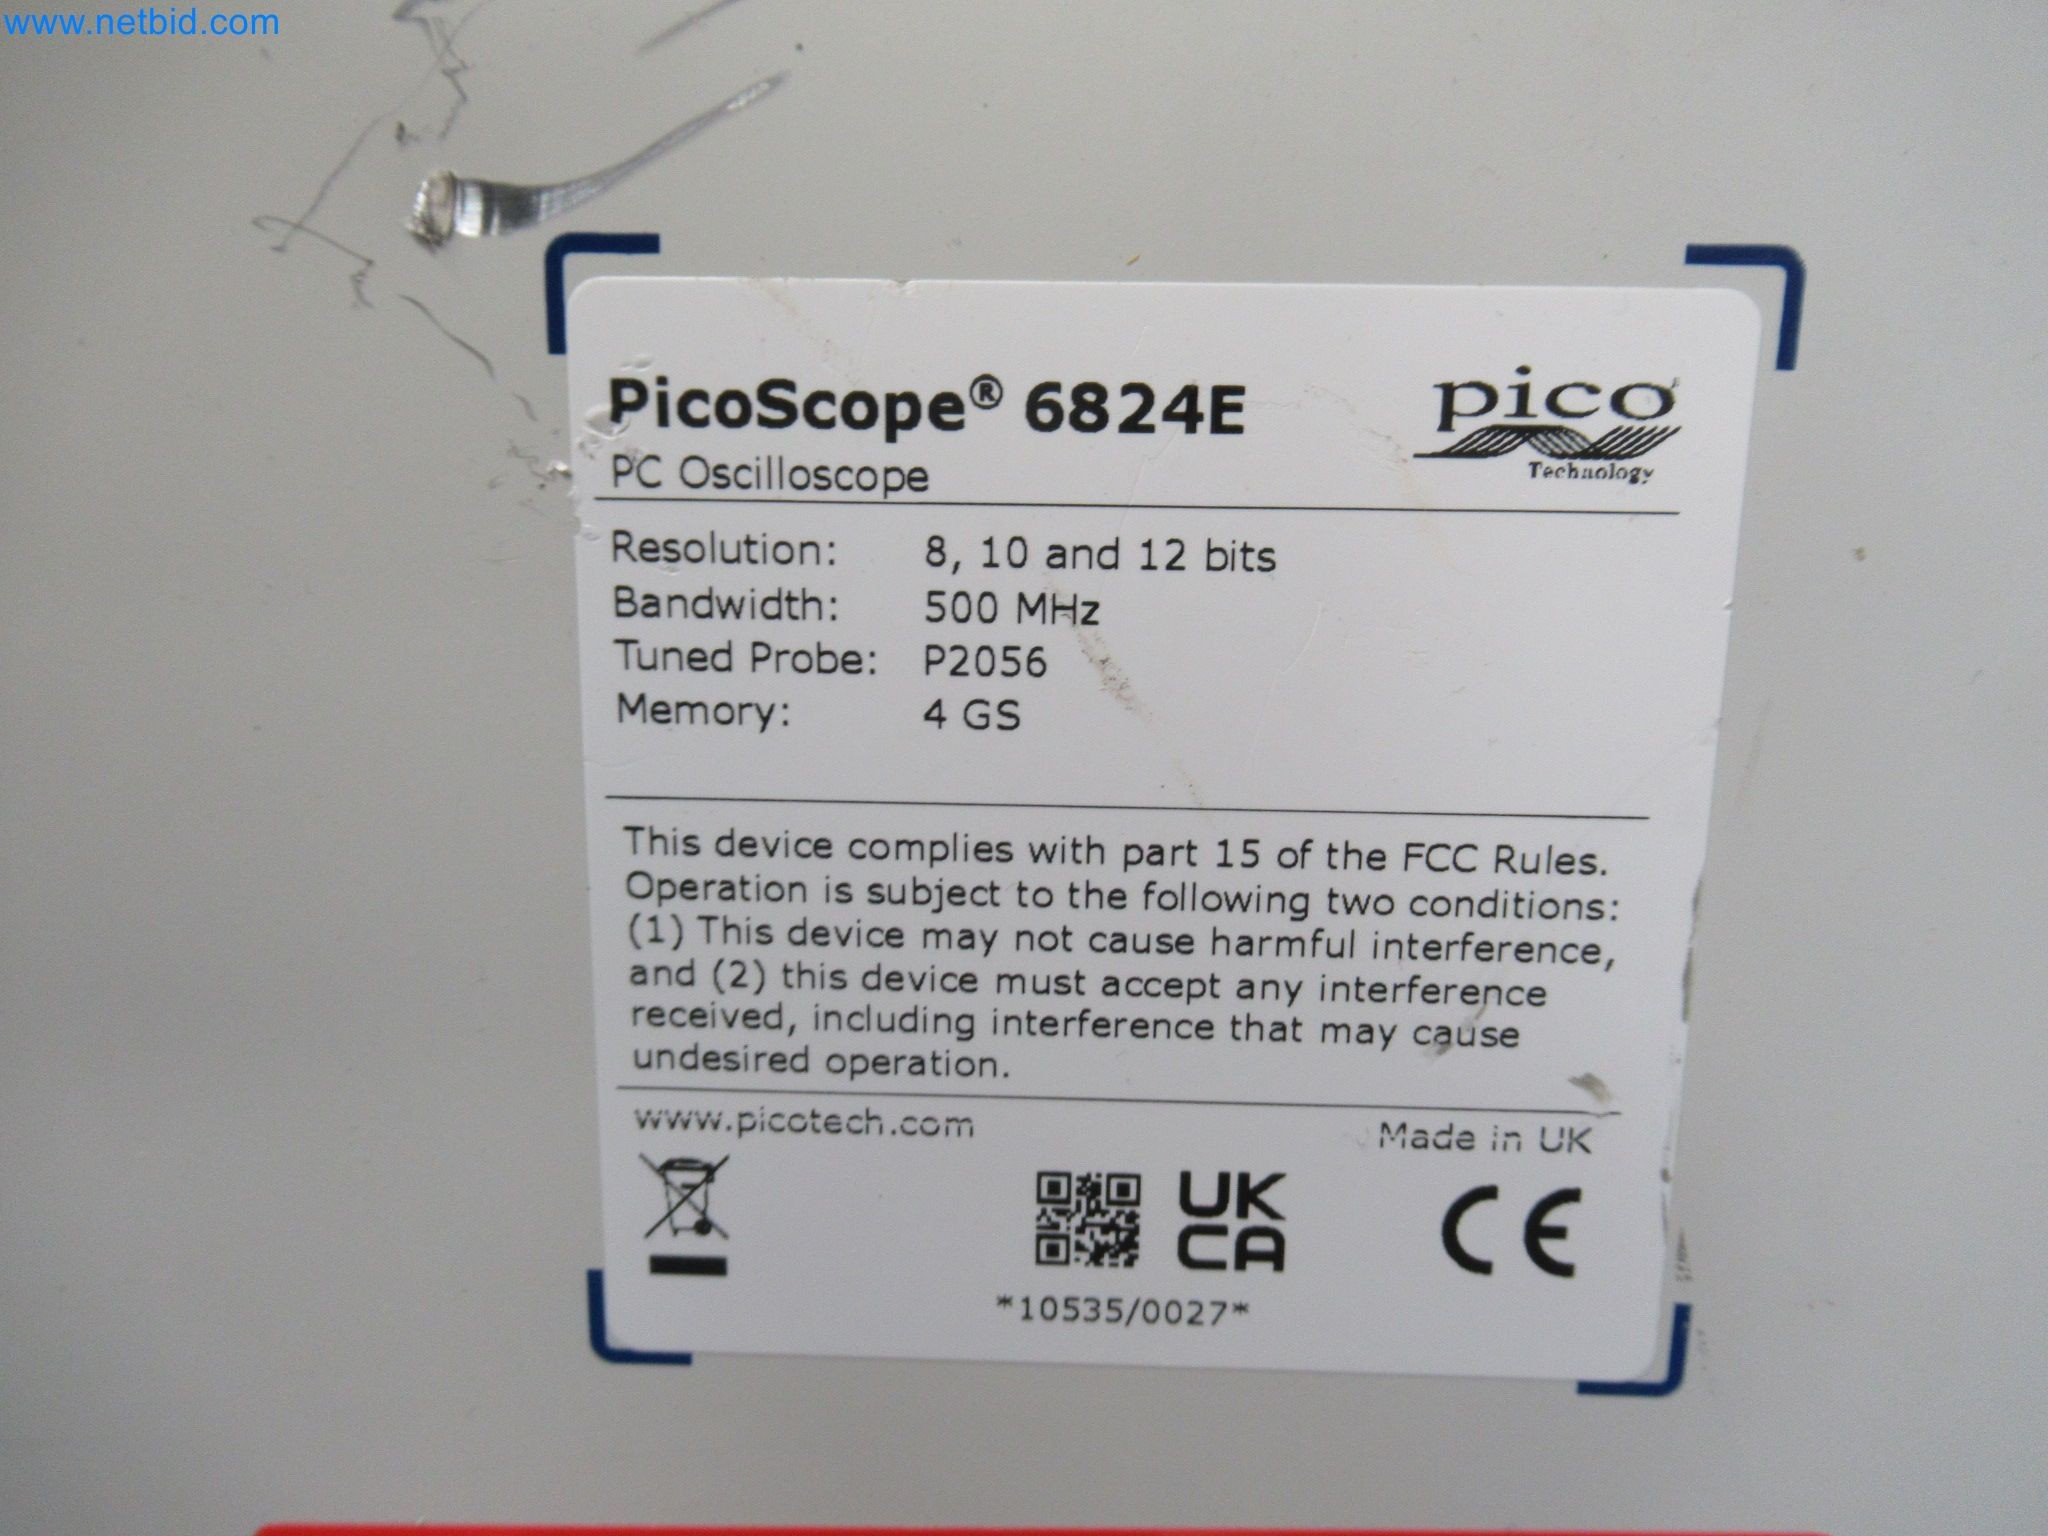 www.netbid.com
PicoScope® 6824E
pico
Technology
PC Oscilloscope
Resolution: 8, 10 and 12 bits
Bandwidth: 500 MHz
Tuned Probe: P2056
Memory: 4 GS
This device complies with part 15 of the FCC Rules.
Operation is subject to the following two conditions:
(1) This device may not cause harmful interference,
and (2) this device must accept any interference
received, including interference that may cause
undesired operation.
www.picotech.com Made in UK
UK
CA
CE
*10535/0027*